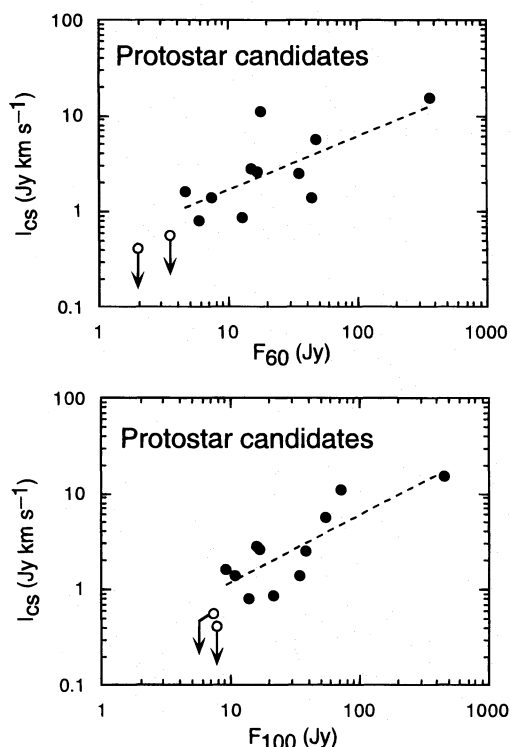 100
Protostar candidates
10
I_CS (Jy km s⁻¹)
1
0.1
1 10 100 1000
F_60 (Jy)
100
Protostar candidates
10
I_CS (Jy km s⁻¹)
1
0.1
1 10 100 1000
F_100 (Jy)